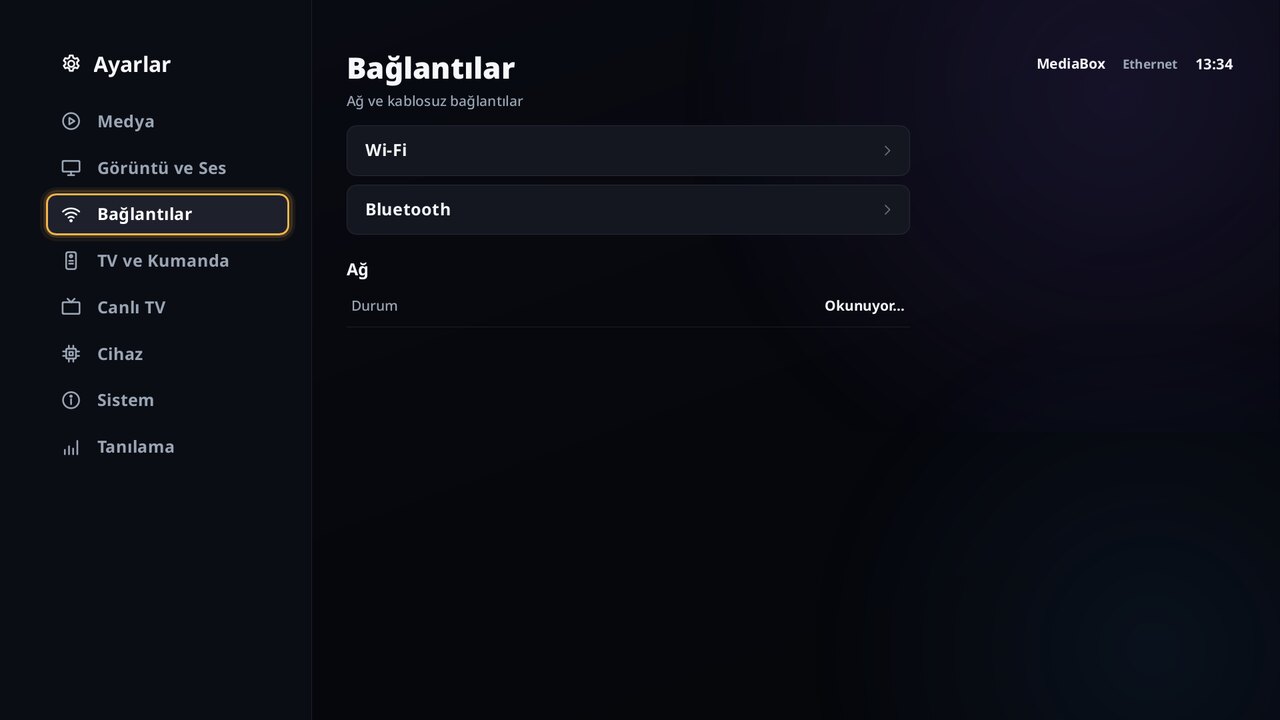 Ayarlar
Medya
Görüntü ve Ses
Bağlantılar
TV ve Kumanda
Canlı TV
Cihaz
Sistem
Tanılama
Bağlantılar
Ağ ve kablosuz bağlantılar
MediaBox Ethernet 13:34
Wi-Fi
Bluetooth
Ağ
Durum Okunuyor...